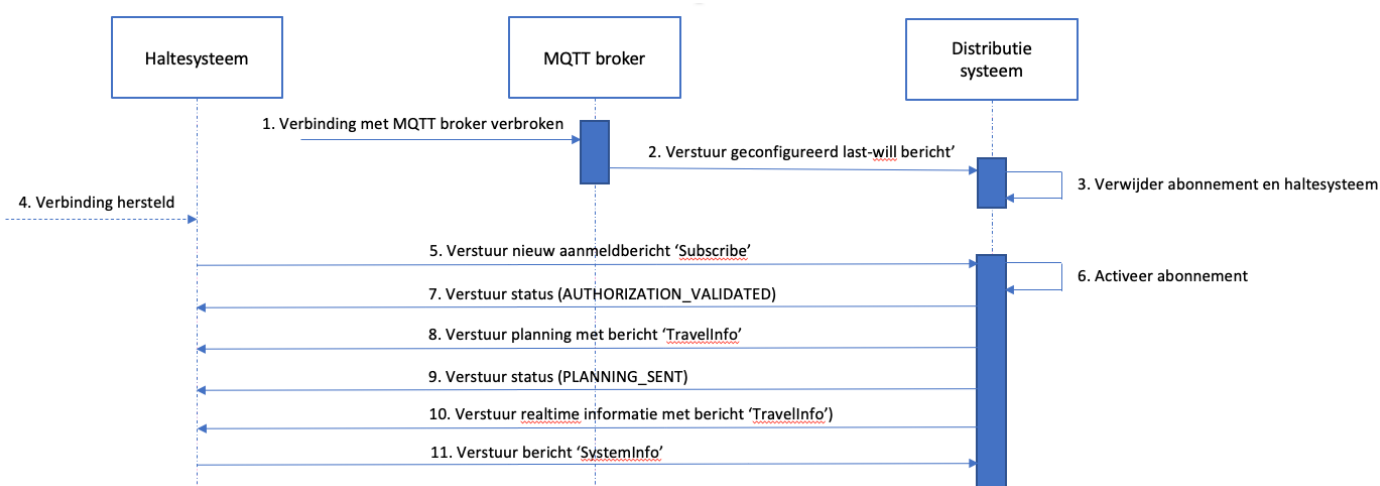 Haltesysteem
MQTT broker
Distributie
systeem
1. Verbinding met MQTT broker verbroken
2. Verstuur geconfigureerd last-will bericht’
3. Verwijder abonnement en haltesysteem
4. Verbinding hersteld
5. Verstuur nieuw aanmeldbericht ‘Subscribe’
6. Activeer abonnement
7. Verstuur status (AUTHORIZATION_VALIDATED)
8. Verstuur planning met bericht ‘TravelInfo’
9. Verstuur status (PLANNING_SENT)
10. Verstuur realtime informatie met bericht ‘TravelInfo’)
11. Verstuur bericht ‘SystemInfo’